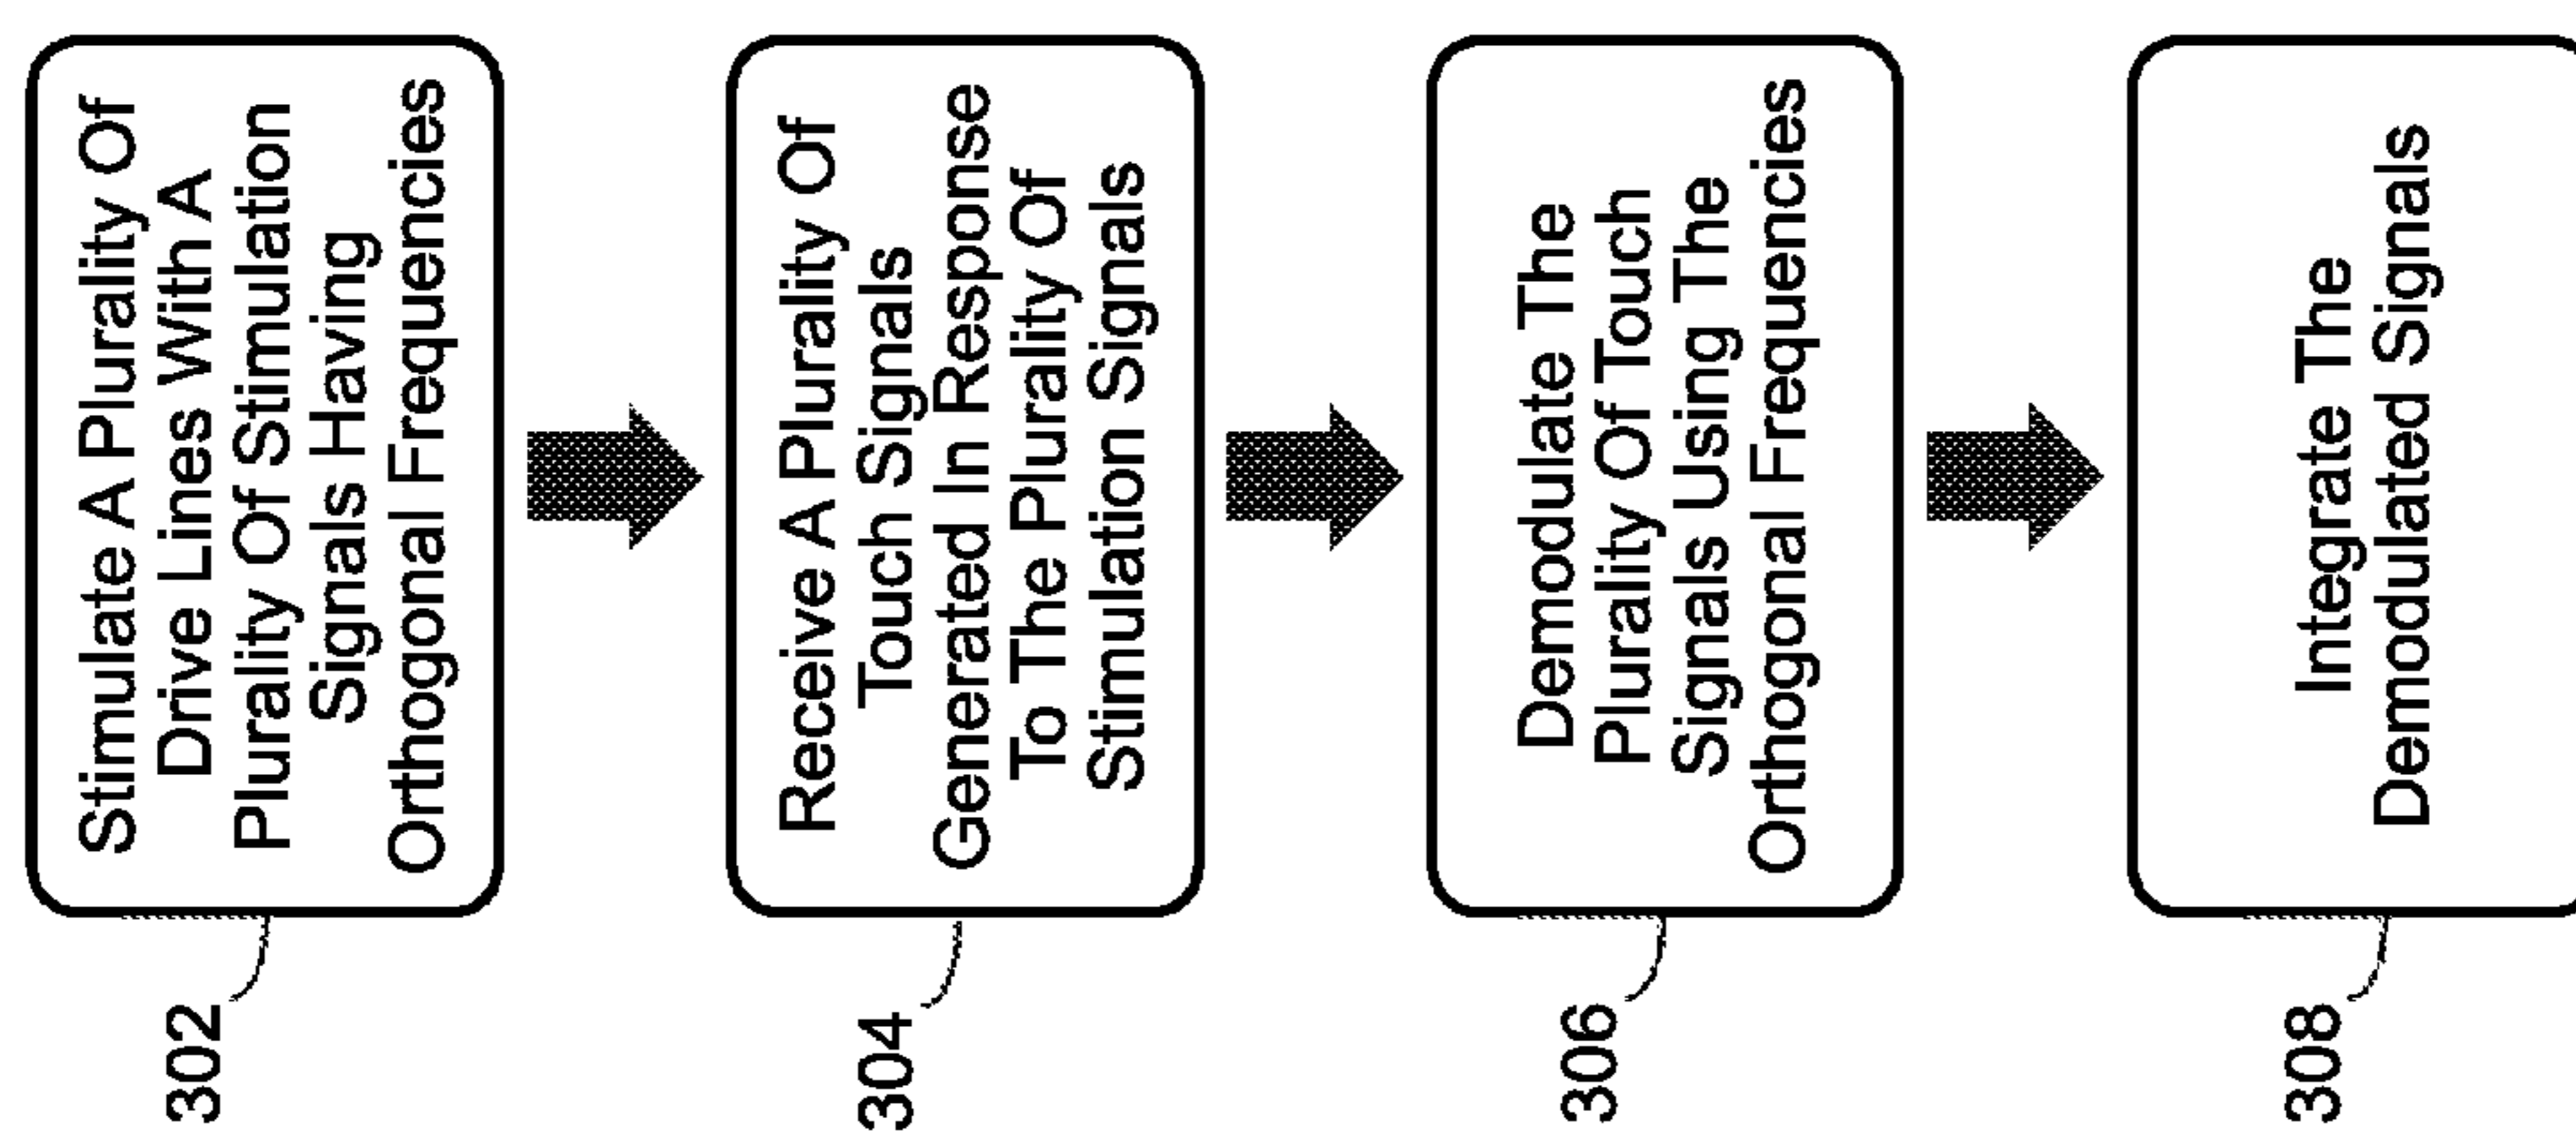 302
Stimulate A Plurality Of
Drive Lines With A
Plurality Of Stimulation
Signals Having
Orthogonal Frequencies
304
Receive A Plurality Of
Touch Signals
Generated In Response
To The Plurality Of
Stimulation Signals
306
Demodulate The
Plurality Of Touch
Signals Using The
Orthogonal Frequencies
308
Integrate The
Demodulated Signals